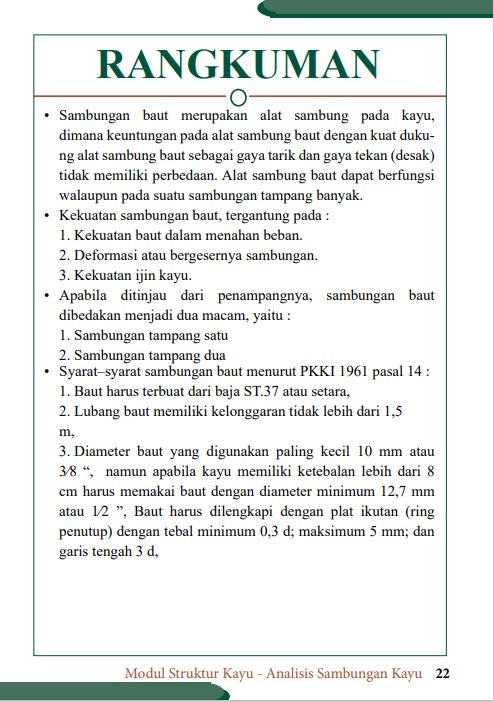 RANGKUMAN
• Sambungan baut merupakan alat sambung pada kayu,
dimana keuntungan pada alat sambung baut dengan kuat duku-
ng alat sambung baut sebagai gaya tarik dan gaya tekan (desak)
tidak memiliki perbedaan. Alat sambung baut dapat berfungsi
walaupun pada suatu sambungan tampang banyak.
• Kekuatan sambungan baut, tergantung pada :
1. Kekuatan baut dalam menahan beban.
2. Deformasi atau bergesernya sambungan.
3. Kekuatan ijin kayu.
• Apabila ditinjau dari penampangnya, sambungan baut
dibedakan menjadi dua macam, yaitu :
1. Sambungan tampang satu
2. Sambungan tampang dua
• Syarat–syarat sambungan baut menurut PKKI 1961 pasal 14 :
1. Baut harus terbuat dari baja ST.37 atau setara,
2. Lubang baut memiliki kelonggaran tidak lebih dari 1,5
m,
3. Diameter baut yang digunakan paling kecil 10 mm atau
3⁄8 “, namun apabila kayu memiliki ketebalan lebih dari 8
cm harus memakai baut dengan diameter minimum 12,7 mm
atau 1⁄2 ”, Baut harus dilengkapi dengan plat ikutan (ring
penutup) dengan tebal minimum 0,3 d; maksimum 5 mm; dan
garis tengah 3 d,
Modul Struktur Kayu - Analisis Sambungan Kayu 22